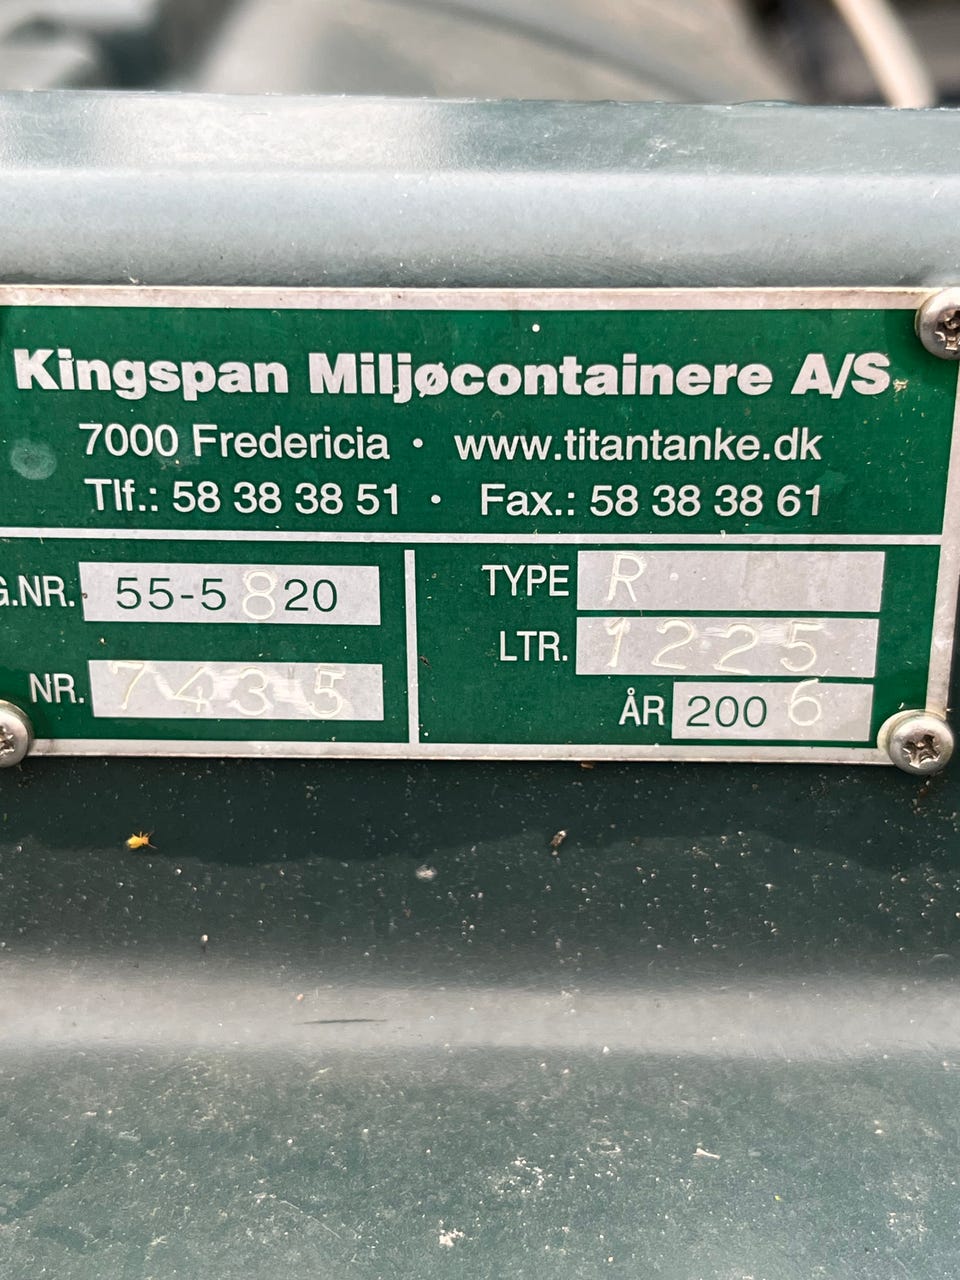 Kingspan Miljøcontainere A/S
7000 Fredericia • www.titantanke.dk
Tlf.: 58 38 38 51 • Fax.: 58 38 38 61
G.NR. 55-5820
NR. 7435
TYPE R
LTR. 1225
ÅR 2006